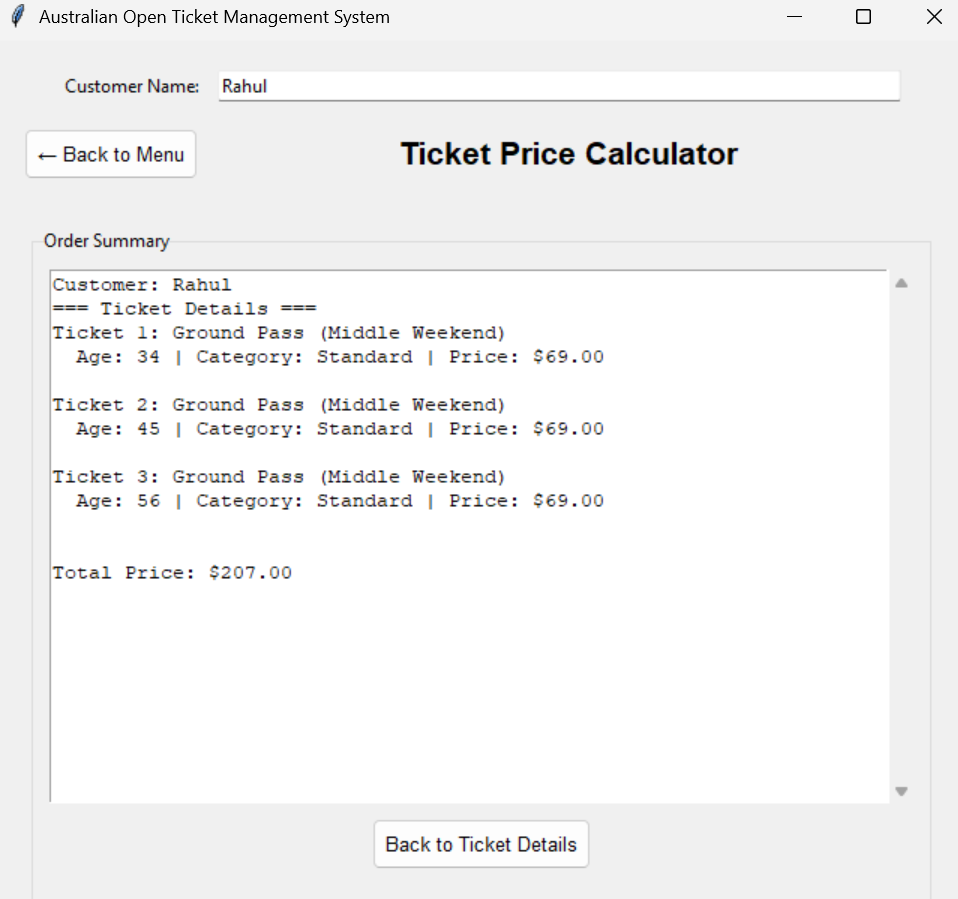 Australian Open Ticket Management System
Customer Name: Rahul
← Back to Menu
Ticket Price Calculator
Order Summary
Customer: Rahul
=== Ticket Details ===
Ticket 1: Ground Pass (Middle Weekend)
  Age: 34 | Category: Standard | Price: $69.00
Ticket 2: Ground Pass (Middle Weekend)
  Age: 45 | Category: Standard | Price: $69.00
Ticket 3: Ground Pass (Middle Weekend)
  Age: 56 | Category: Standard | Price: $69.00
Total Price: $207.00
Back to Ticket Details